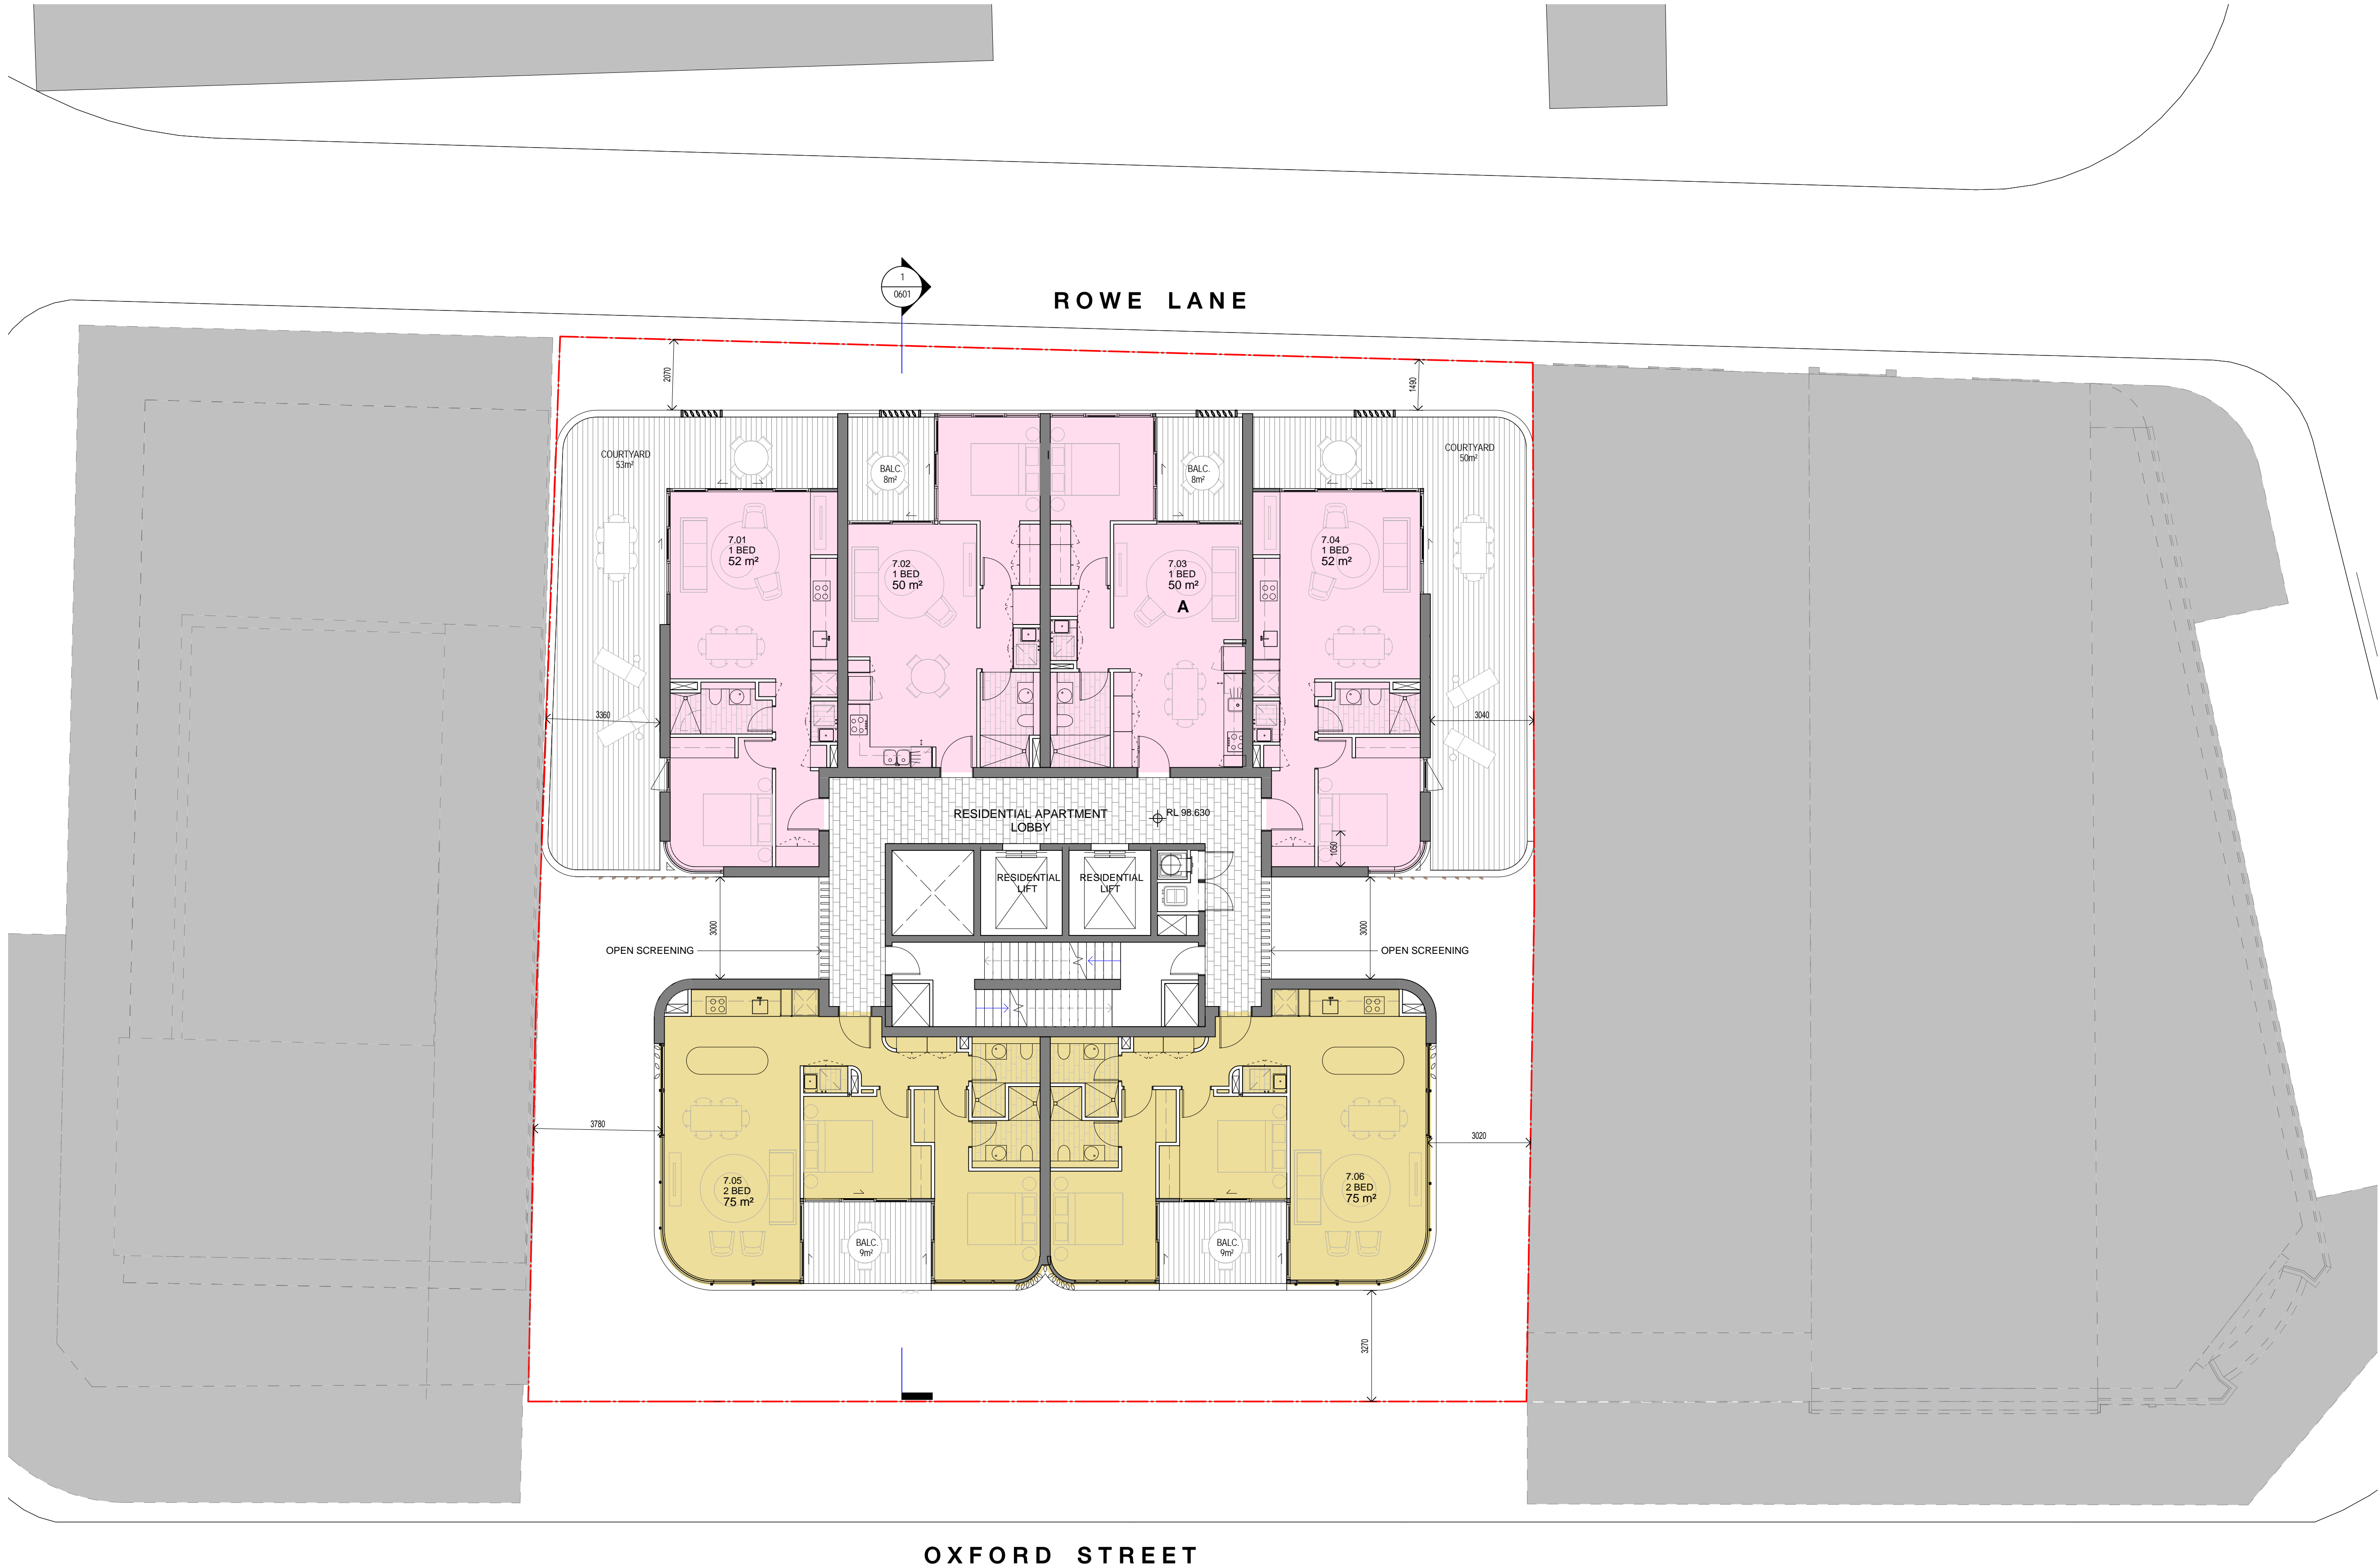 1
0601
ROWE LANE
2070
1490
COURTYARD
53m²
BALC.
8m²
BALC.
8m²
COURTYARD
50m²
7.01
1 BED
52 m²
7.02
1 BED
50 m²
7.03
1 BED
50 m²
A
7.04
1 BED
52 m²
3360
3040
RESIDENTIAL APARTMENT
LOBBY
RL 98.630
1050
RESIDENTIAL
LIFT
RESIDENTIAL
LIFT
3000
3000
OPEN SCREENING
OPEN SCREENING
3780
3020
7.05
2 BED
75 m²
7.06
2 BED
75 m²
BALC.
9m²
BALC.
9m²
3270
OXFORD STREET